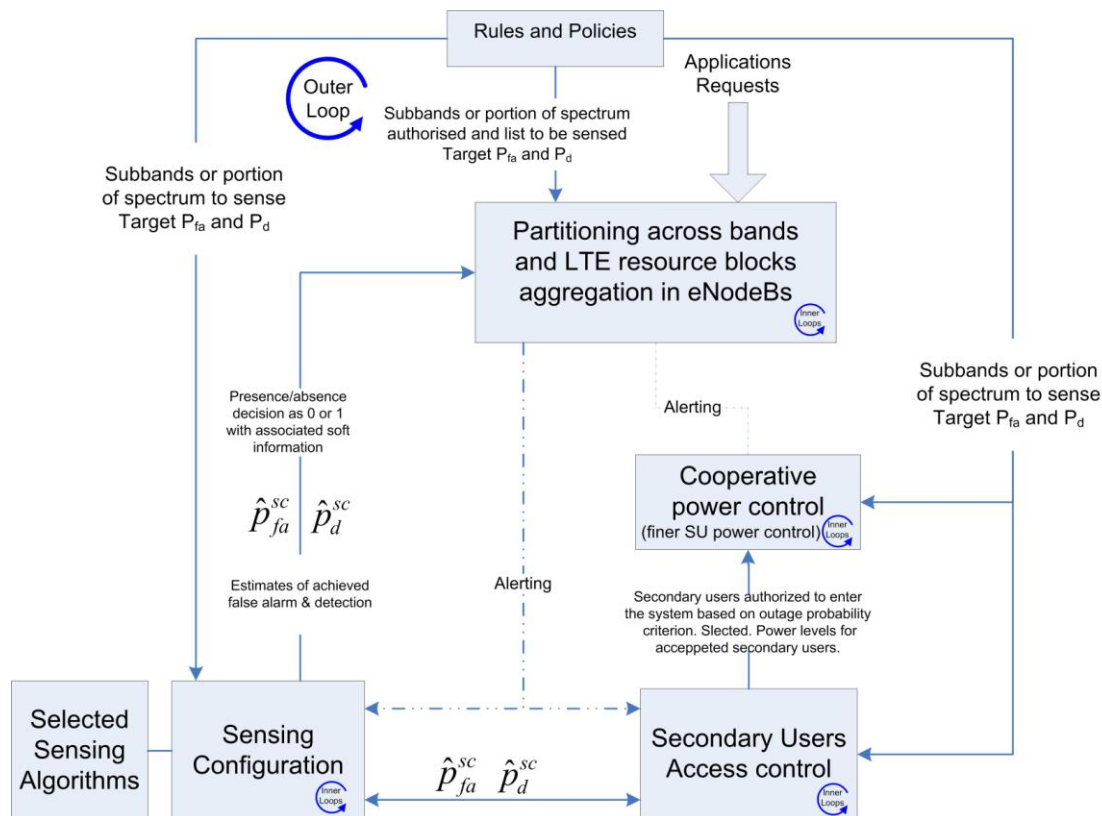 Rules and Policies
Outer
Loop
Applications
Requests
Subbands or portion of spectrum
authorised and list to be sensed
Target P_fa and P_d
Subbands or portion
of spectrum to sense
Target P_fa and P_d
Partitioning across bands
and LTE resource blocks
aggregation in eNodeBs
Inner
Loops
Presence/absence
decision as 0 or 1
with associated soft
information
p̂_fa^sc p̂_d^sc
Estimates of achieved
false alarm & detection
Alerting
Alerting
Subbands or portion
of spectrum to sense
Target P_fa and P_d
Cooperative
power control
(finer SU power control)
Inner
Loops
Secondary users authorized to enter
the system based on outage probability
criterion. Slected. Power levels for
acceppeted secondary users.
Selected
Sensing
Algorithms
Sensing
Configuration
Inner
Loops
p̂_fa^sc p̂_d^sc
Secondary Users
Access control
Inner
Loops